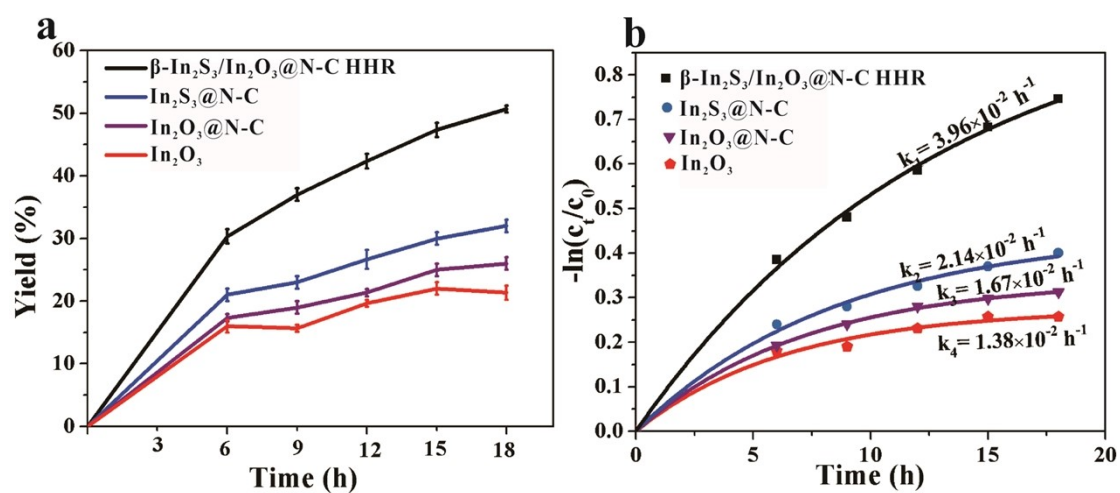 a
60
50
40
30
20
10
0
Yield (%)
β-In₂S₃/In₂O₃@N-C HHR
In₂S₃@N-C
In₂O₃@N-C
In₂O₃
3 6 9 12 15 18
Time (h)
b
0.8
0.7
0.6
0.5
0.4
0.3
0.2
0.1
0.0
-ln(cₜ/c₀)
β-In₂S₃/In₂O₃@N-C HHR
In₂S₃@N-C
In₂O₃@N-C
In₂O₃
k₁= 3.96×10⁻² h⁻¹
k₂= 2.14×10⁻² h⁻¹
k₃= 1.67×10⁻² h⁻¹
k₄= 1.38×10⁻² h⁻¹
0 5 10 15 20
Time (h)